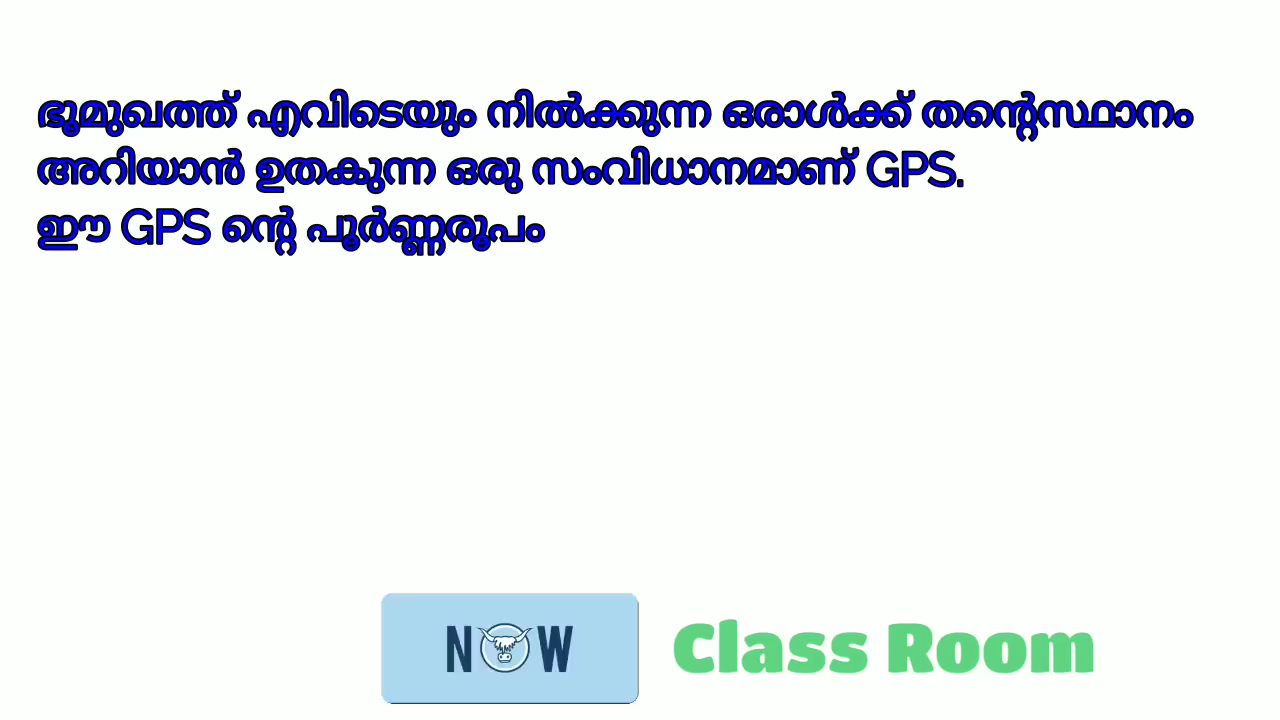 ഭൂമുഖത്ത് എവിടെയും നിൽക്കുന്ന ഒരാൾക്ക് തന്റെസ്ഥാനം
അറിയാൻ ഉതകുന്ന ഒരു സംവിധാനമാണ് GPS.
ഈ GPS ന്റെ പൂർണ്ണരൂപം
NOW Class Room